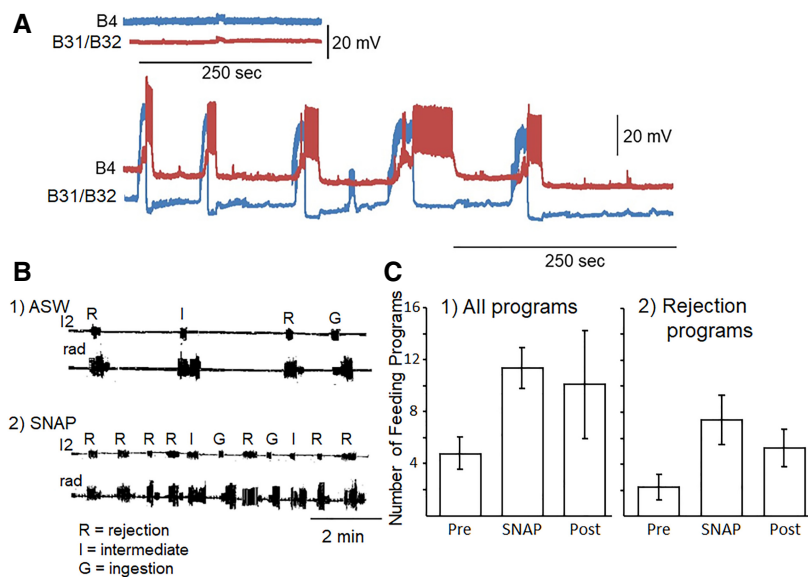 A
B4
B31/B32
20 mV
250 sec
20 mV
B4
B31/B32
250 sec
B
1) ASW
R I R G
I2
rad
2) SNAP
R R R R I G R G I R R
I2
rad
R = rejection
I = intermediate
G = ingestion
2 min
C
Number of Feeding Programs
16
12
8
4
1) All programs
2) Rejection
programs
Pre SNAP Post
Pre SNAP Post